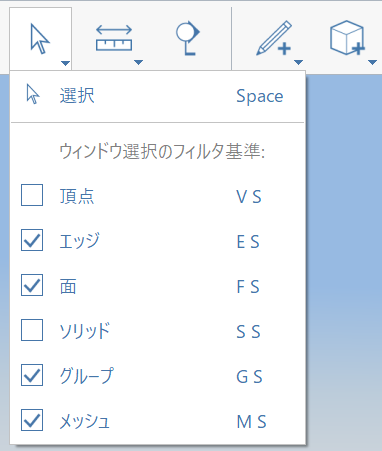 選択 Space
ウィンドウ選択のフィルタ基準:
頂点 V S
エッジ E S
面 F S
ソリッド S S
グループ G S
メッシュ M S